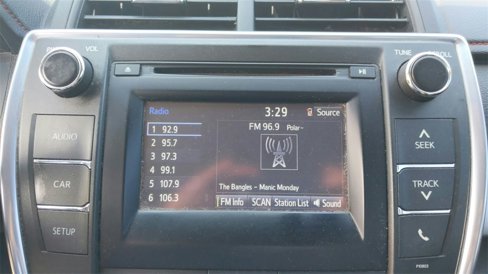 VOL
TUNE SCROLL
Radio 3:29 Source
1 92.9
FM 96.9
2 95.7
3 97.3
4 99.1
5 107.9
6 106.3
The Bangles - Manic Monday
FM Info SCAN Station List Sound
AUDIO
CAR
SETUP
SEEK
TRACK